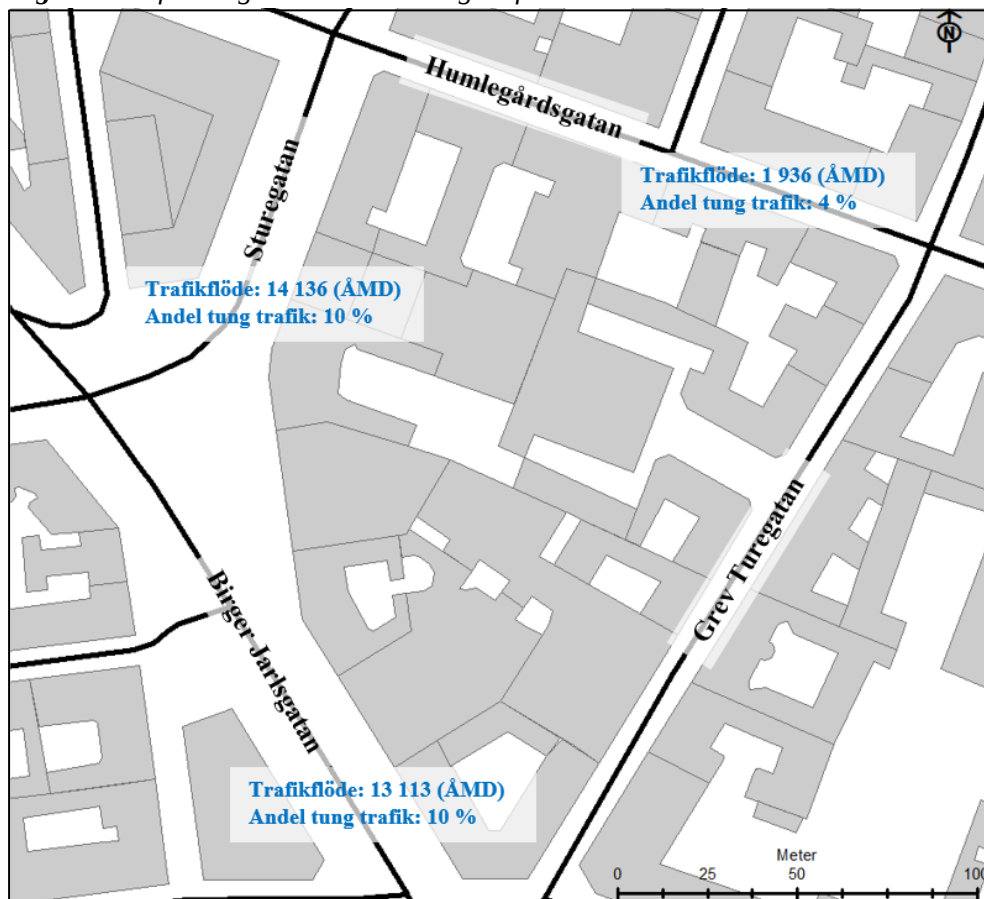 N
Humlegårdsgatan
Trafikflöde: 1 936 (ÅMD)
Andel tung trafik: 4 %
Sturegatan
Trafikflöde: 14 136 (ÅMD)
Andel tung trafik: 10 %
Grev Turegatan
Birger Jarlsgatan
Trafikflöde: 13 113 (ÅMD)
Andel tung trafik: 10 %
Meter
0 25 50 100